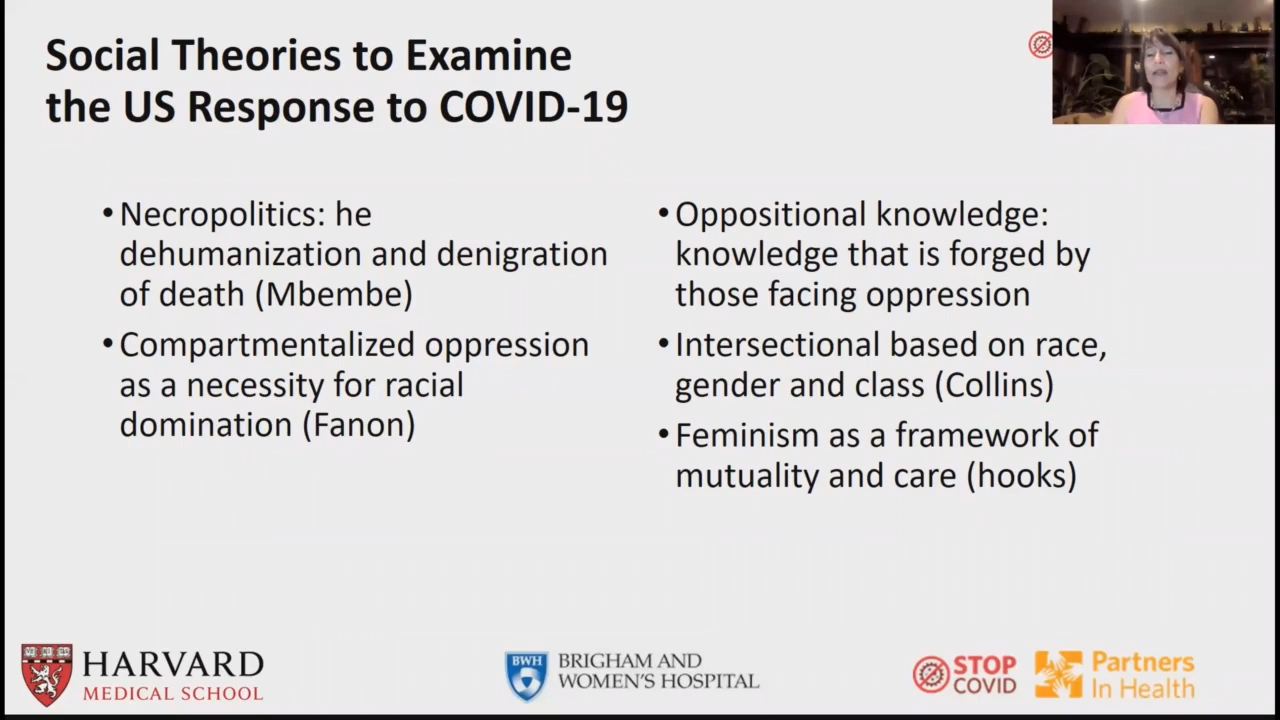 Social Theories to Examine
the US Response to COVID-19
• Necropolitics: he
dehumanization and denigration
of death (Mbembe)
• Compartmentalized oppression
as a necessity for racial
domination (Fanon)
• Oppositional knowledge:
knowledge that is forged by
those facing oppression
• Intersectional based on race,
gender and class (Collins)
• Feminism as a framework of
mutuality and care (hooks)
HARVARD
MEDICAL SCHOOL
BWH
BRIGHAM AND
WOMEN'S HOSPITAL
STOP
COVID
Partners
In Health